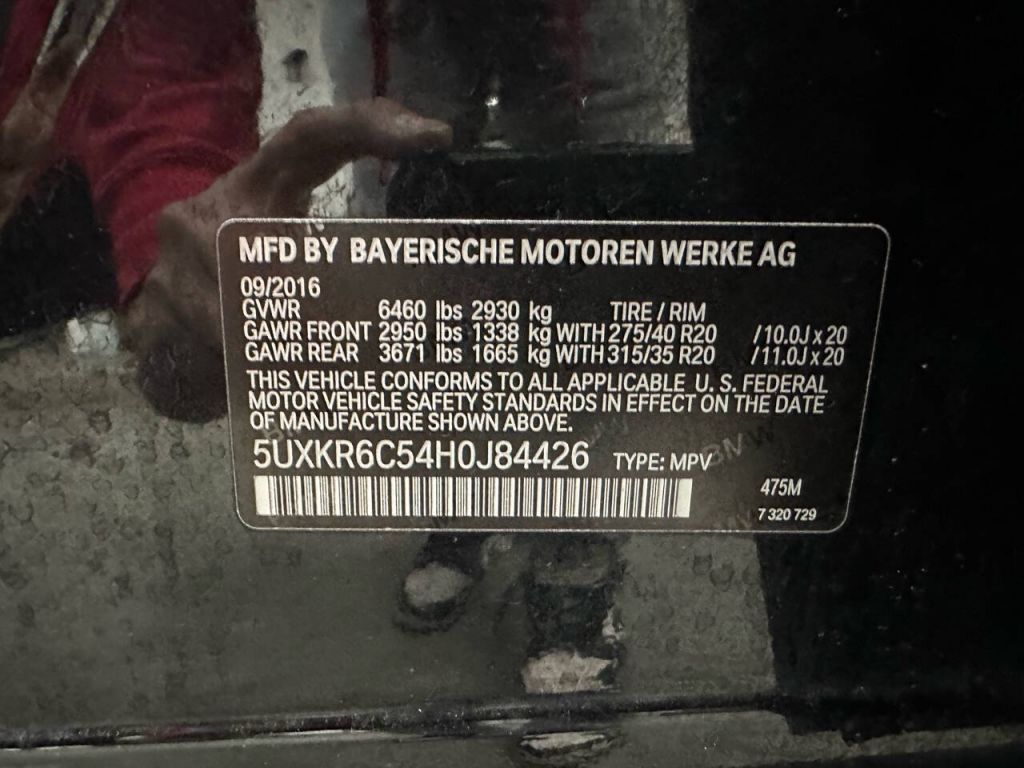 MFD BY BAYERISCHE MOTOREN WERKE AG
09/2016
GVWR 6460 lbs 2930 kg TIRE / RIM
GAWR FRONT 2950 lbs 1338 kg WITH 275/40 R20 /10.0J x 20
GAWR REAR 3671 lbs 1665 kg WITH 315/35 R20 /11.0J x 20
THIS VEHICLE CONFORMS TO ALL APPLICABLE U. S. FEDERAL
MOTOR VEHICLE SAFETY STANDARDS IN EFFECT ON THE DATE
OF MANUFACTURE SHOWN ABOVE.
5UXKR6C54H0J84426 TYPE: MPV
475M
7 320 729